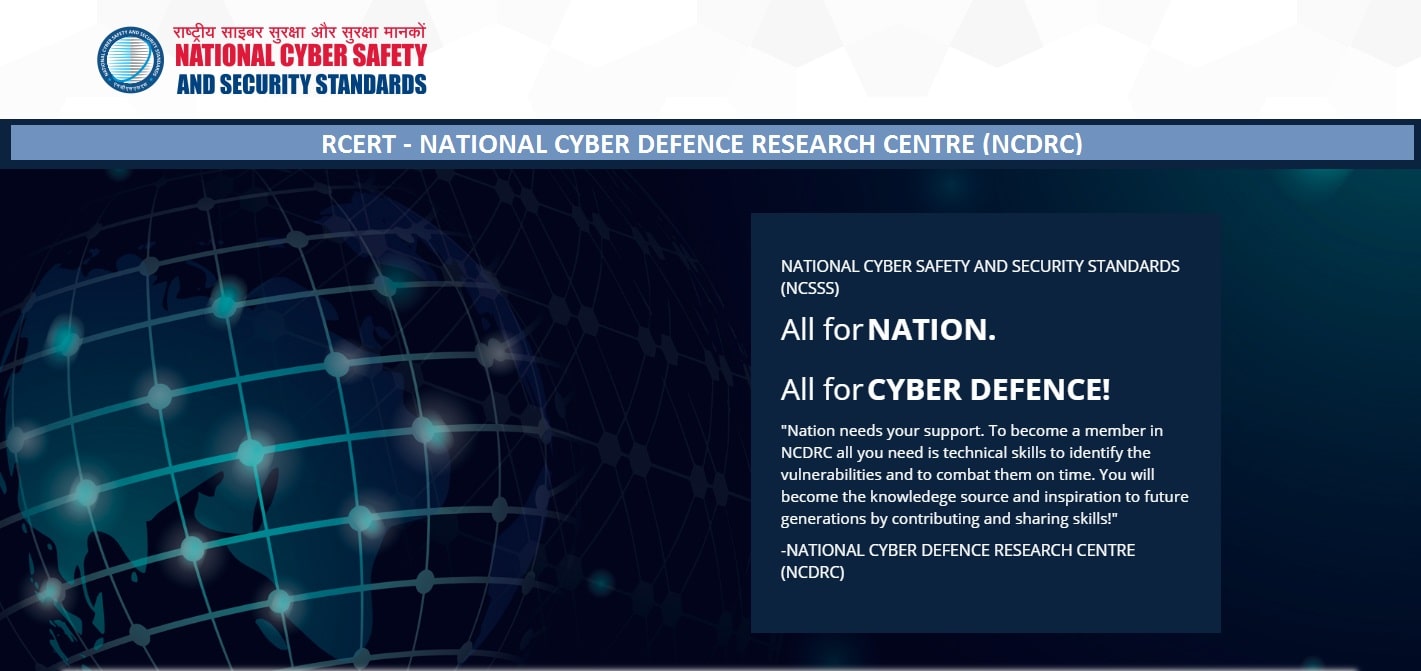 राष्ट्रीय साइबर सुरक्षा और सुरक्षा मानकों
NATIONAL CYBER SAFETY
AND SECURITY STANDARDS
RCERT - NATIONAL CYBER DEFENCE RESEARCH CENTRE (NCDRC)
NATIONAL CYBER SAFETY AND SECURITY STANDARDS
(NCSSS)
All for NATION.
All for CYBER DEFENCE!
"Nation needs your support. To become a member in
NCDRC all you need is technical skills to identify the
vulnerabilities and to combat them on time. You will
become the knowledege source and inspiration to future
generations by contributing and sharing skills!"
-NATIONAL CYBER DEFENCE RESEARCH CENTRE
(NCDRC)